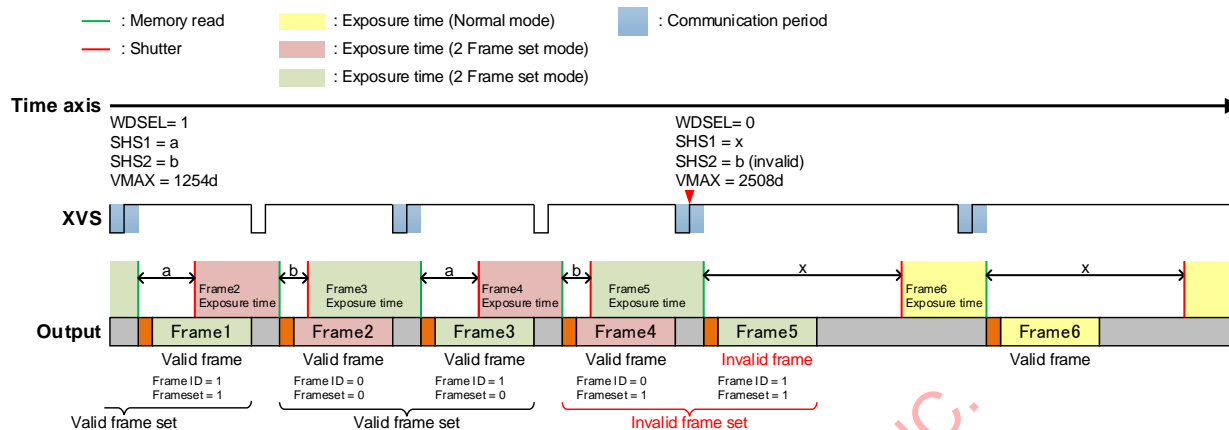 : Memory read
: Shutter
: Exposure time (Normal mode)
: Exposure time (2 Frame set mode)
: Exposure time (2 Frame set mode)
: Communication period
Time axis
WDSEL= 1
SHS1 = a
SHS2 = b
VMAX = 1254d
WDSEL= 0
SHS1 = x
SHS2 = b (invalid)
VMAX = 2508d
XVS
a
b
a
b
x
x
Frame2
Exposure time
Frame3
Exposure time
Frame4
Exposure time
Frame5
Exposure time
Frame6
Exposure time
Output
Frame1
Frame2
Frame3
Frame4
Frame5
Frame6
Valid frame
Valid frame
Valid frame
Valid frame
Invalid frame
Valid frame
Frame ID = 1
Frameset = 1
Frame ID = 0
Frameset = 0
Frame ID = 1
Frameset = 0
Frame ID = 0
Frameset = 1
Frame ID = 1
Frameset = 1
Valid frame set
Valid frame set
Invalid frame set